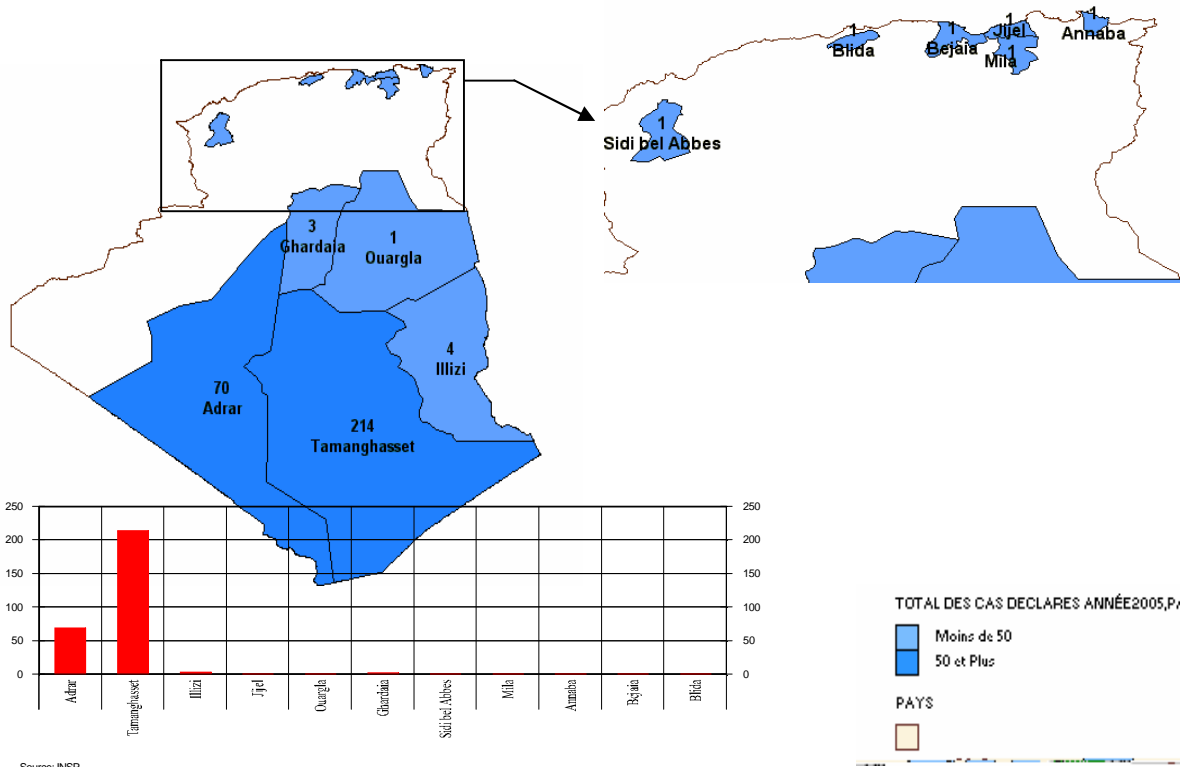 1
Blida
1
Bejaia
1
Jijel
1
Mila
1
Annaba
1
Sidi bel Abbes
3
Ghardaia
1
Ouargla
4
Illizi
70
Adrar
214
Tamanghasset
250 250
200 200
150 150
100 100
50 50
0 0
Adrar
Tamanghasset
Illizi
Jijel
Ouargla
Ghardaia
Sidi bel Abbes
Mila
Annaba
Bejaia
Blida
TOTAL DES CAS DECLARES ANNÉE2005,PA
Moins de 50
50 et Plus
PAYS
Source: INSP